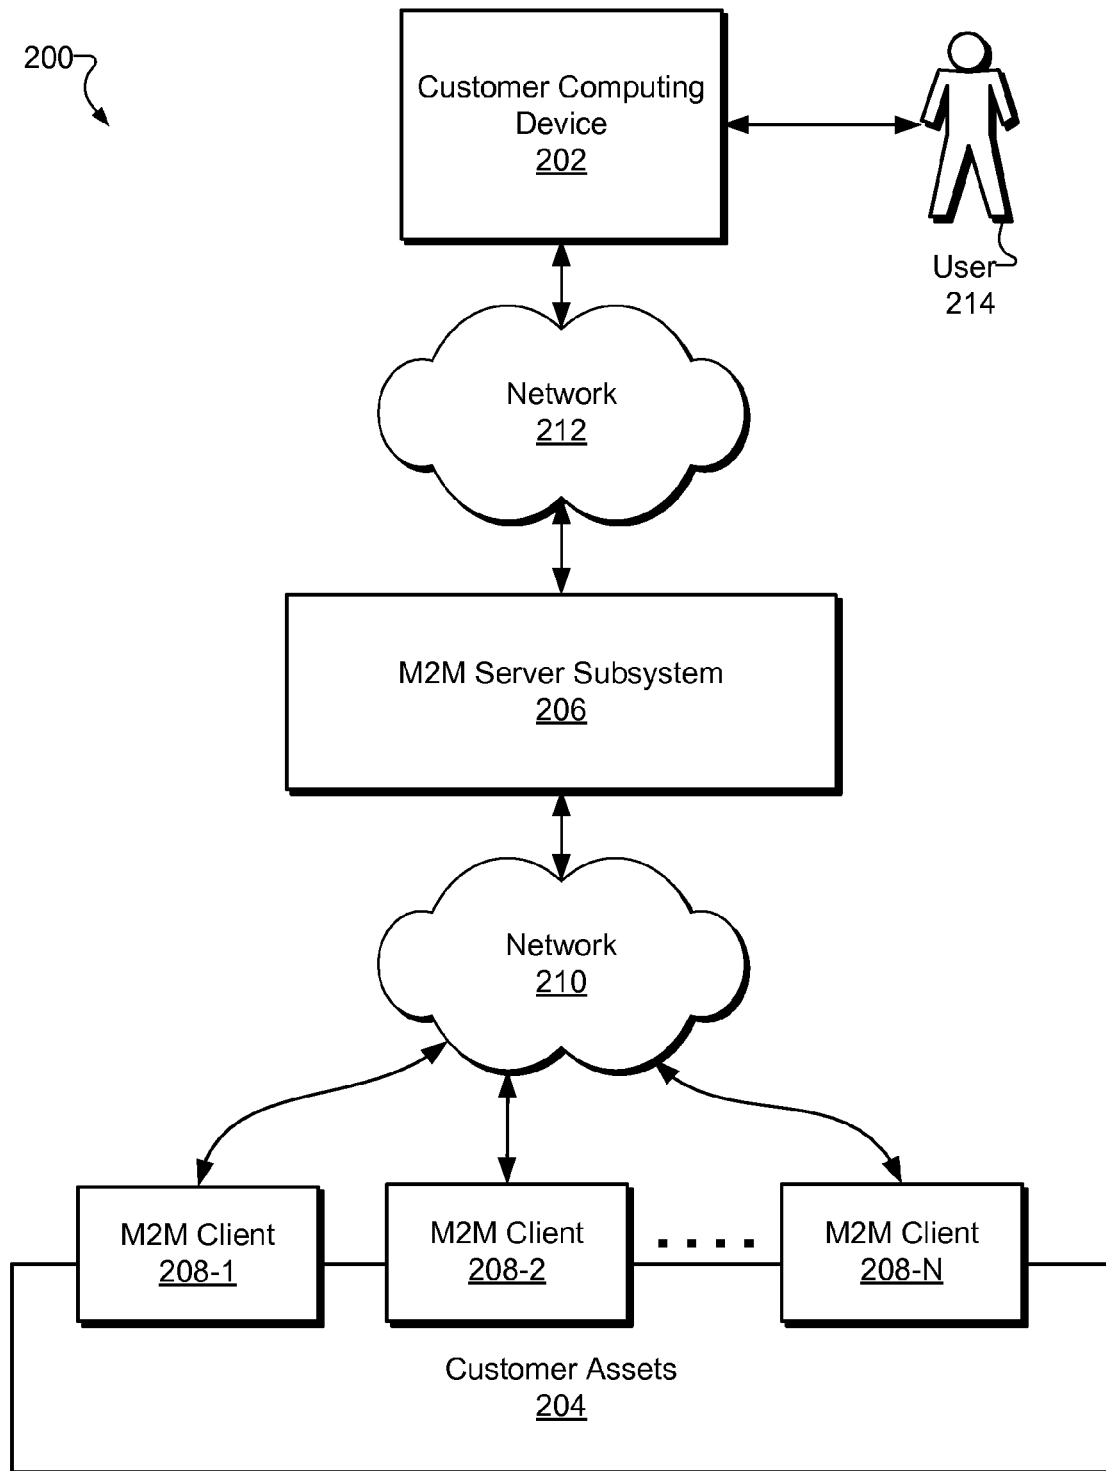 200
Customer Computing
Device
202
User
214
Network
212
M2M Server Subsystem
206
Network
210
M2M Client
208-1
M2M Client
208-2
M2M Client
208-N
Customer Assets
204